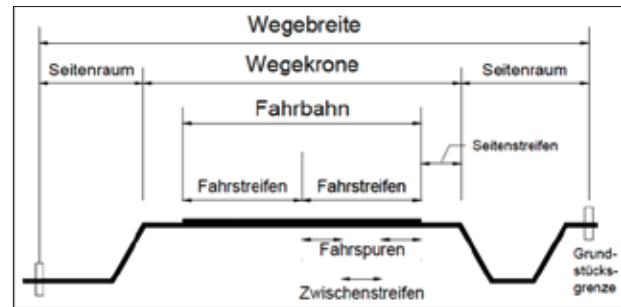 Wegebreite
Seitenraum Wegekrone Seitenraum
Fahrbahn
Seitenstreifen
Fahrstreifen Fahrstreifen
Fahrspuren
Zwischenstreifen
Grund-
stücks-
grenze